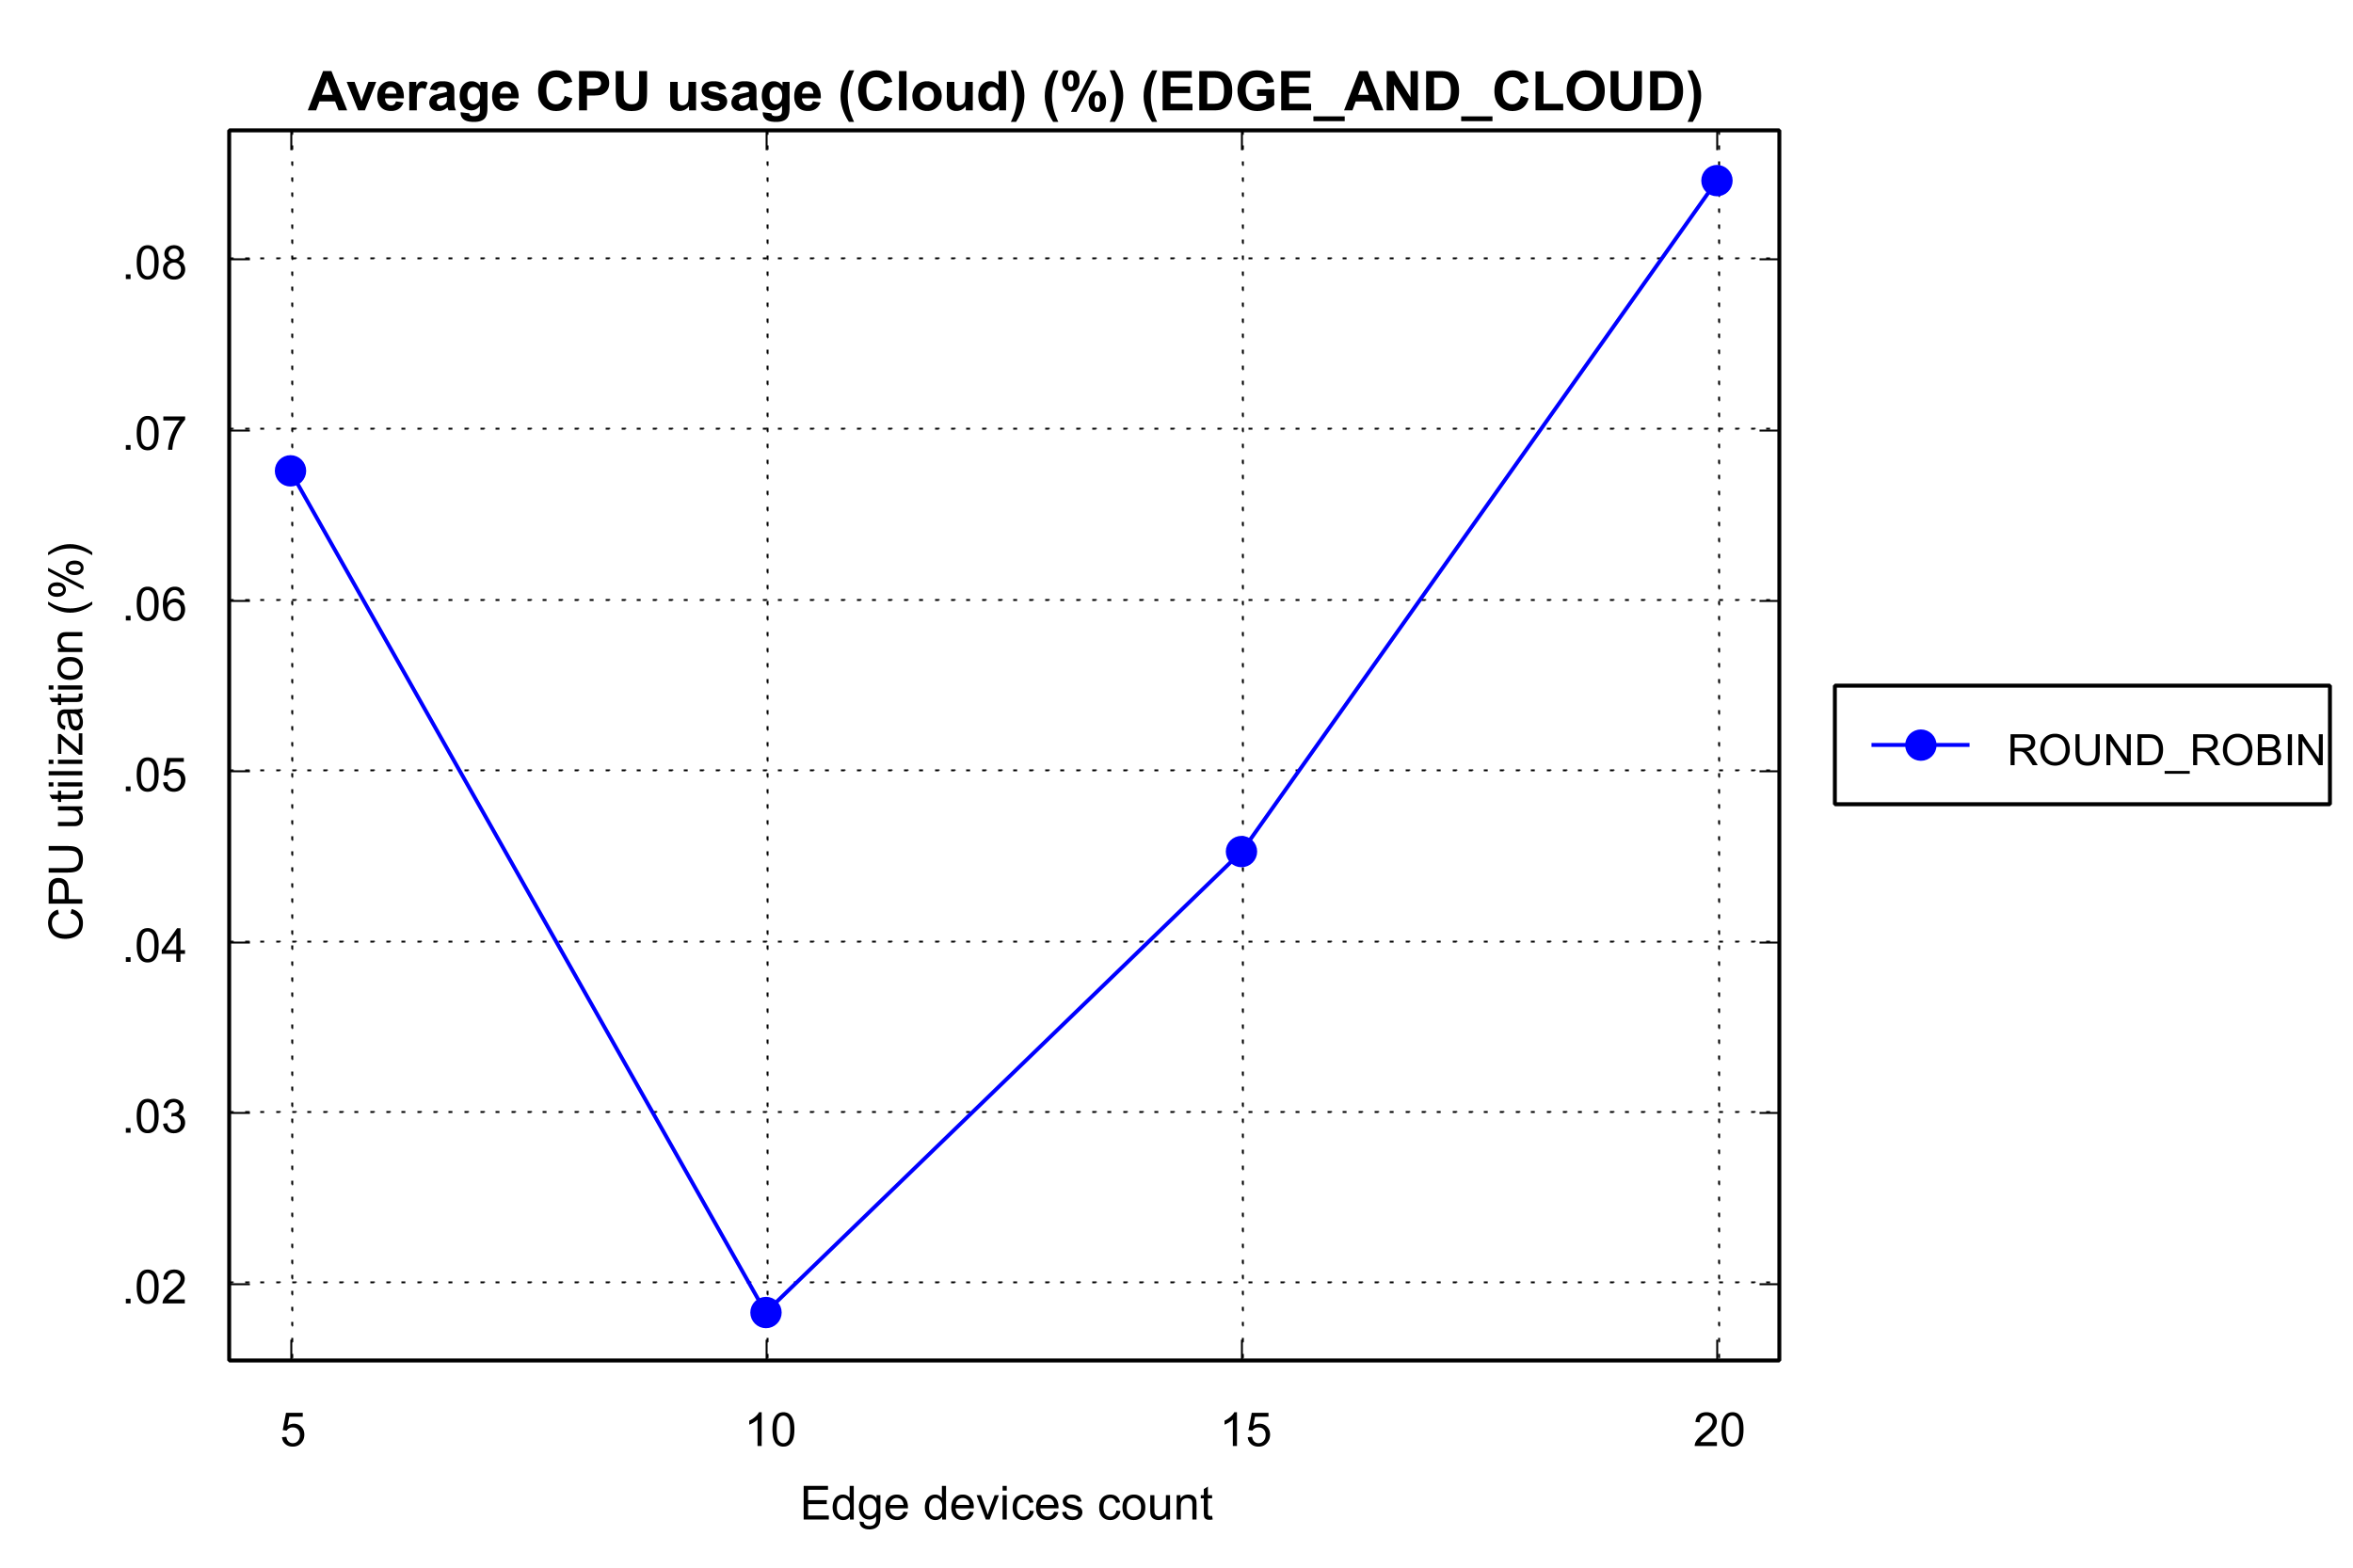 Average CPU usage (Cloud) (%) (EDGE_AND_CLOUD)
.08
.07
.06
.05
.04
.03
.02
CPU utilization (%)
5 10 15 20
Edge devices count
ROUND_ROBIN